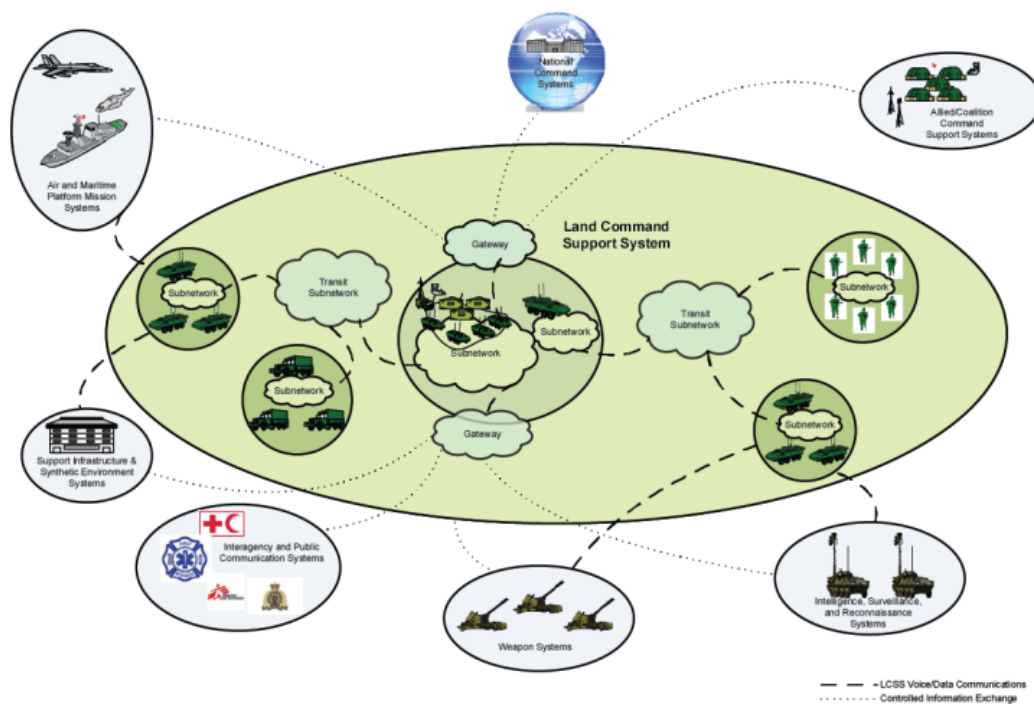 National
Command
Systems
Allied/Coalition
Command
Support Systems
Air and Maritime
Platform Mission
Systems
Land Command
Support System
Gateway
Transit
Subnetwork
Subnetwork
Subnetwork
Subnetwork
Transit
Subnetwork
Subnetwork
Subnetwork
Subnetwork
Gateway
Support Infrastructure &
Synthetic Environment
Systems
Interagency and Public
Communication Systems
Weapon Systems
Intelligence, Surveillance,
and Reconnaissance
Systems
LCSS Voice/Data Communications
Controlled Information Exchange